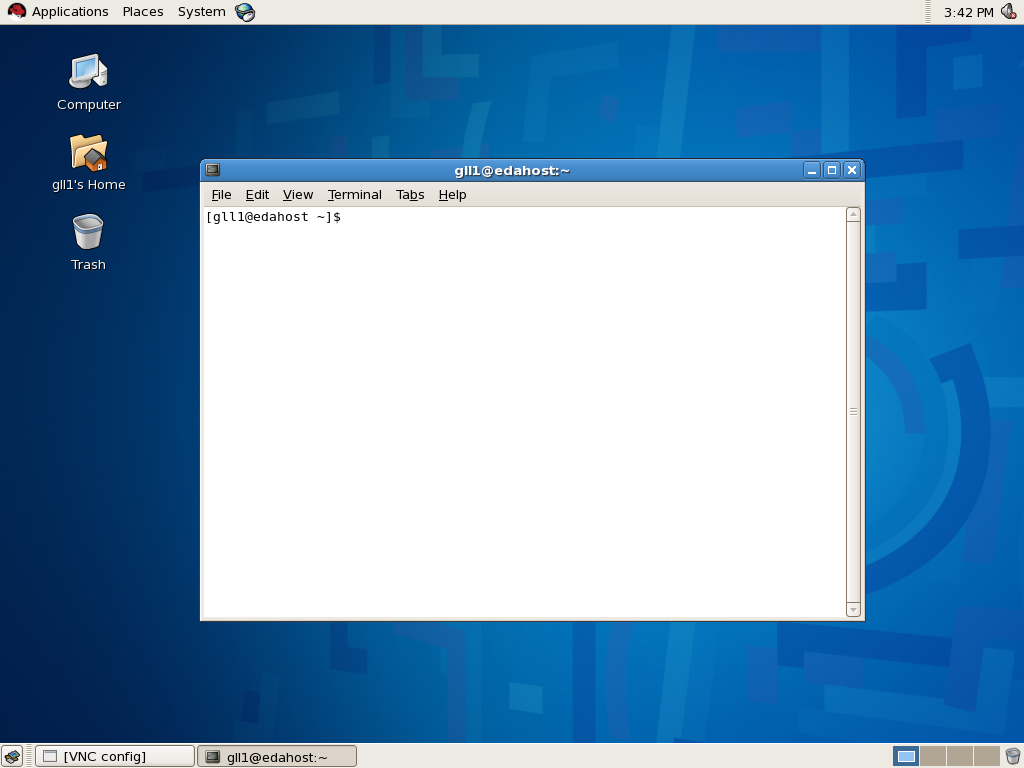 Applications Places System 3:42 PM
Computer
gll1's Home
Trash
gll1@edahost:~
File Edit View Terminal Tabs Help
[gll1@edahost ~]$
[VNC config] gll1@edahost:~